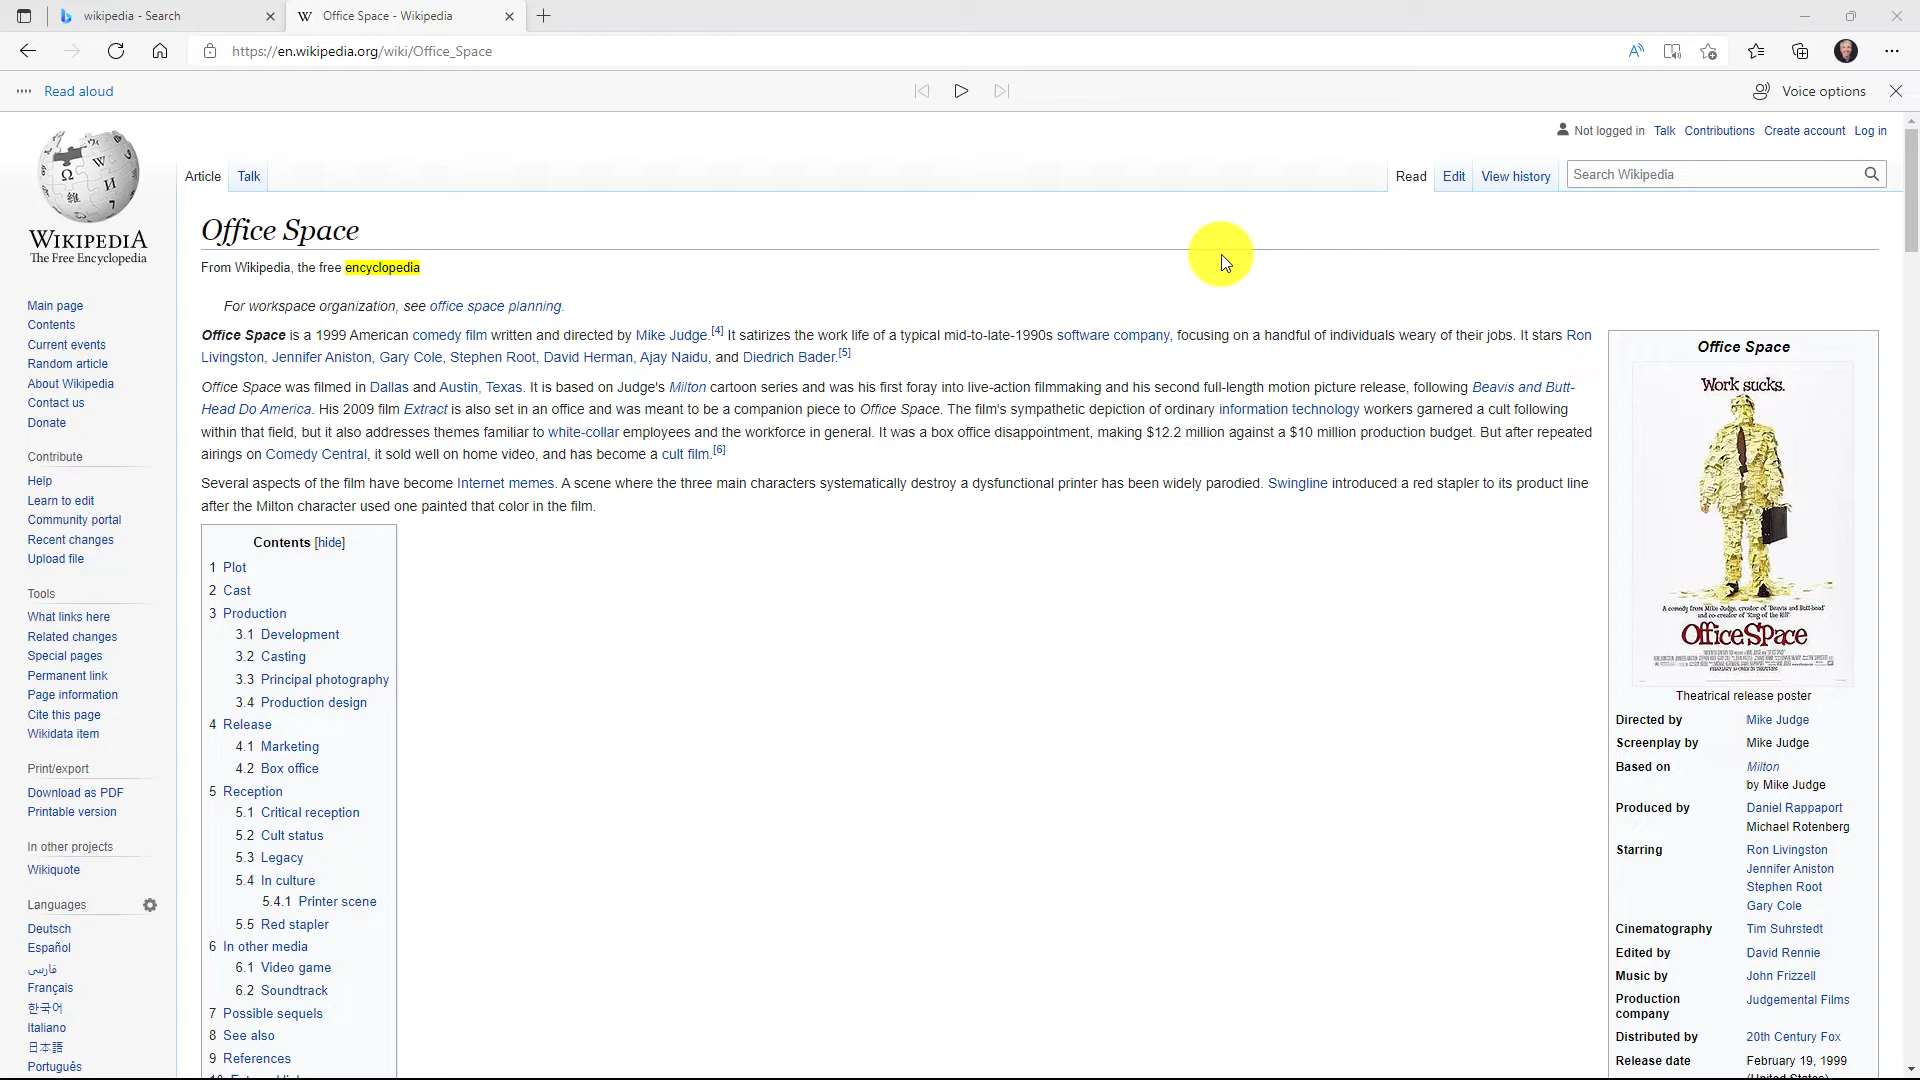 wikipedia - Search
Office Space - Wikipedia
https://en.wikipedia.org/wiki/Office_Space
Read aloud
Voice options
Not logged in Talk Contributions Create account Log in
Article Talk
Read Edit View history Search Wikipedia
WIKIPEDIA
The Free Encyclopedia
Main page
Contents
Current events
Random article
About Wikipedia
Contact us
Donate
Contribute
Help
Learn to edit
Community portal
Recent changes
Upload file
Tools
What links here
Related changes
Special pages
Permanent link
Page information
Cite this page
Wikidata item
Print/export
Download as PDF
Printable version
In other projects
Wikiquote
Languages
Deutsch
Español
فارسی
Français
한국어
Italiano
日本語
Português
Office Space
From Wikipedia, the free encyclopedia
For workspace organization, see office space planning.
Office Space is a 1999 American comedy film written and directed by Mike Judge.[4] It satirizes the work life of a typical mid-to-late-1990s software company, focusing on a handful of individuals weary of their jobs. It stars Ron
Livingston, Jennifer Aniston, Gary Cole, Stephen Root, David Herman, Ajay Naidu, and Diedrich Bader.[5]
Office Space was filmed in Dallas and Austin, Texas. It is based on Judge's Milton cartoon series and was his first foray into live-action filmmaking and his second full-length motion picture release, following Beavis and Butt-
Head Do America. His 2009 film Extract is also set in an office and was meant to be a companion piece to Office Space. The film's sympathetic depiction of ordinary information technology workers garnered a cult following
within that field, but it also addresses themes familiar to white-collar employees and the workforce in general. It was a box office disappointment, making $12.2 million against a $10 million production budget. But after repeated
airings on Comedy Central, it sold well on home video, and has become a cult film.[6]
Several aspects of the film have become Internet memes. A scene where the three main characters systematically destroy a dysfunctional printer has been widely parodied. Swingline introduced a red stapler to its product line
after the Milton character used one painted that color in the film.
Contents [hide]
1 Plot
2 Cast
3 Production
3.1 Development
3.2 Casting
3.3 Principal photography
3.4 Production design
4 Release
4.1 Marketing
4.2 Box office
5 Reception
5.1 Critical reception
5.2 Cult status
5.3 Legacy
5.4 In culture
5.4.1 Printer scene
5.5 Red stapler
6 In other media
6.1 Video game
6.2 Soundtrack
7 Possible sequels
8 See also
9 References
Office Space
Work sucks.
A comedy from Mike Judge, creator of 'Beavis and Butt-head'
and co-creator of 'King of the Hill'
Office Space
Theatrical release poster
Directed by Mike Judge
Screenplay by Mike Judge
Based on Milton
by Mike Judge
Produced by Daniel Rappaport
Michael Rotenberg
Starring Ron Livingston
Jennifer Aniston
Stephen Root
Gary Cole
Cinematography Tim Suhrstedt
Edited by David Rennie
Music by John Frizzell
Production company Judgemental Films
Distributed by 20th Century Fox
Release date February 19, 1999